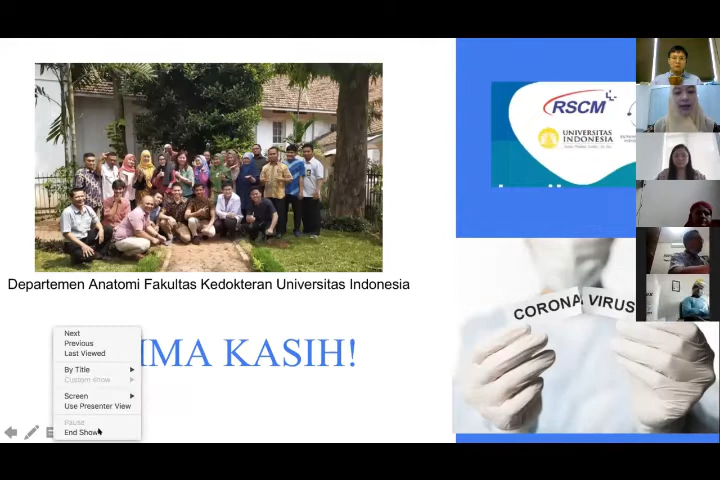 RSCM
UNIVERSITAS
INDONESIA
Departemen Anatomi Fakultas Kedokteran Universitas Indonesia
CORONA VIRUS
IMA KASIH!
Next
Previous
Last Viewed
By Title
Custom show
Screen
Use Presenter View
Pause
End Show